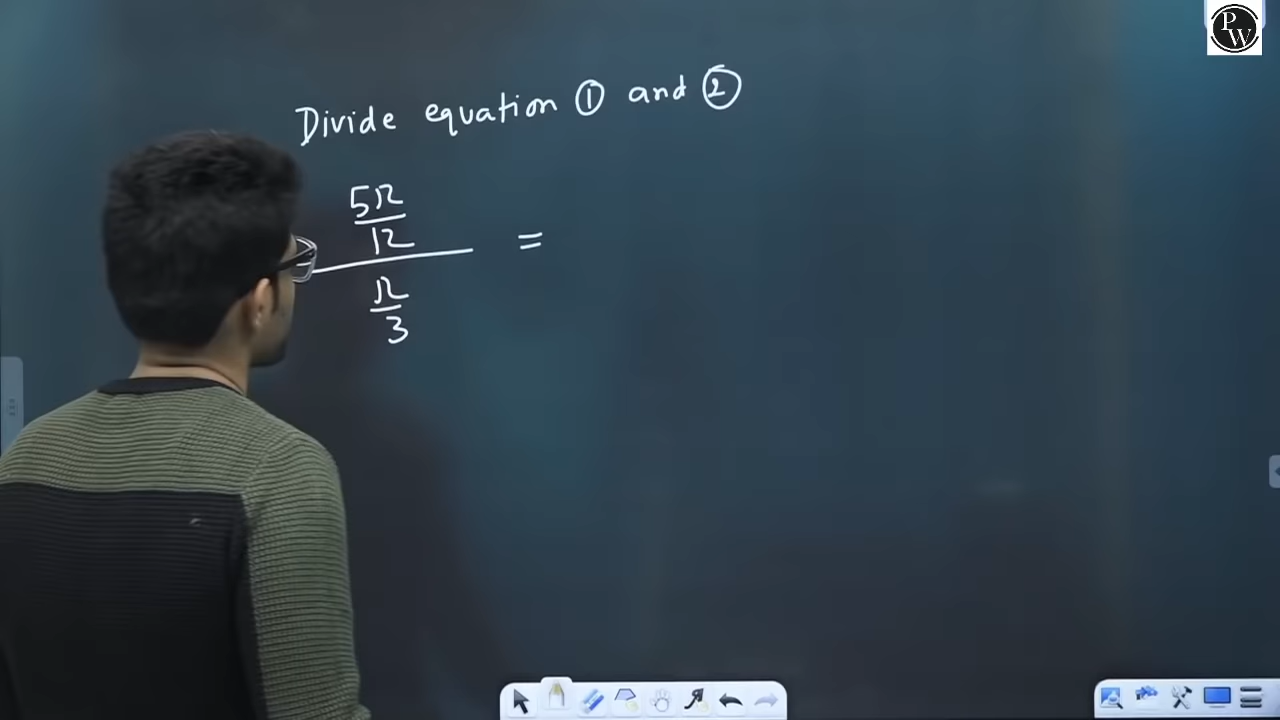 Divide equation ① and ②
5π
12
=
π
3
PW